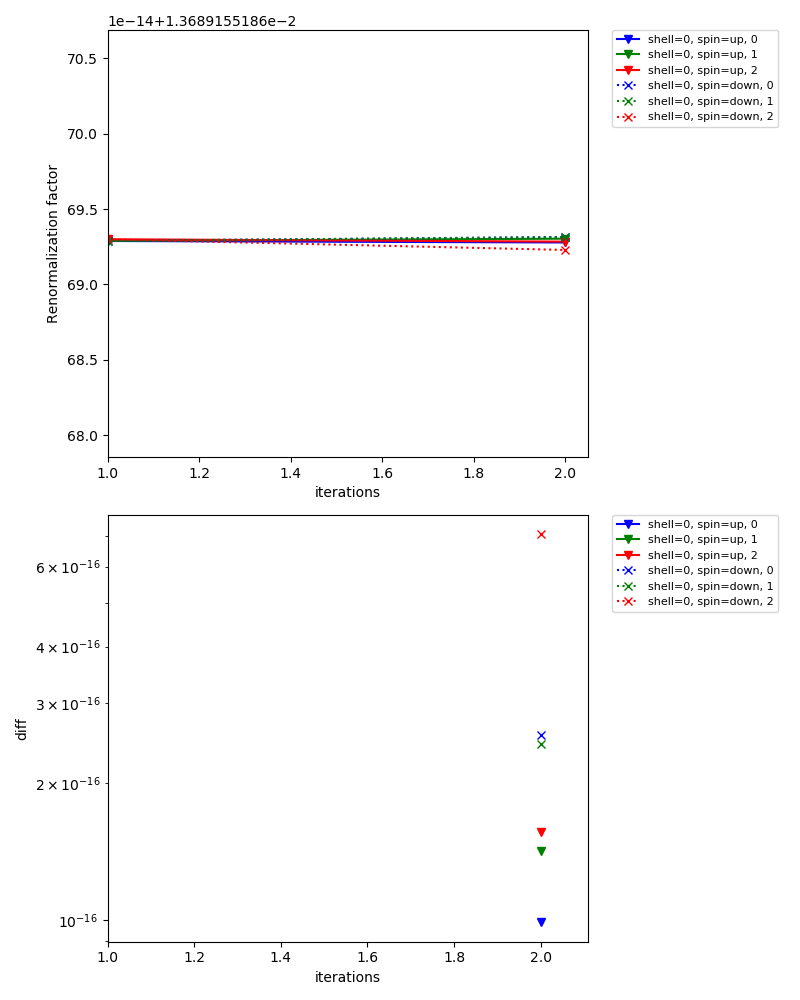 1e−14+1.3689155186e−2
70.5
70.0
69.5
69.0
68.5
68.0
Renormalization factor
1.0 1.2 1.4 1.6 1.8 2.0
iterations
shell=0, spin=up, 0
shell=0, spin=up, 1
shell=0, spin=up, 2
shell=0, spin=down, 0
shell=0, spin=down, 1
shell=0, spin=down, 2
6 × 10⁻¹⁶
4 × 10⁻¹⁶
3 × 10⁻¹⁶
2 × 10⁻¹⁶
10⁻¹⁶
diff
1.0 1.2 1.4 1.6 1.8 2.0
iterations
shell=0, spin=up, 0
shell=0, spin=up, 1
shell=0, spin=up, 2
shell=0, spin=down, 0
shell=0, spin=down, 1
shell=0, spin=down, 2